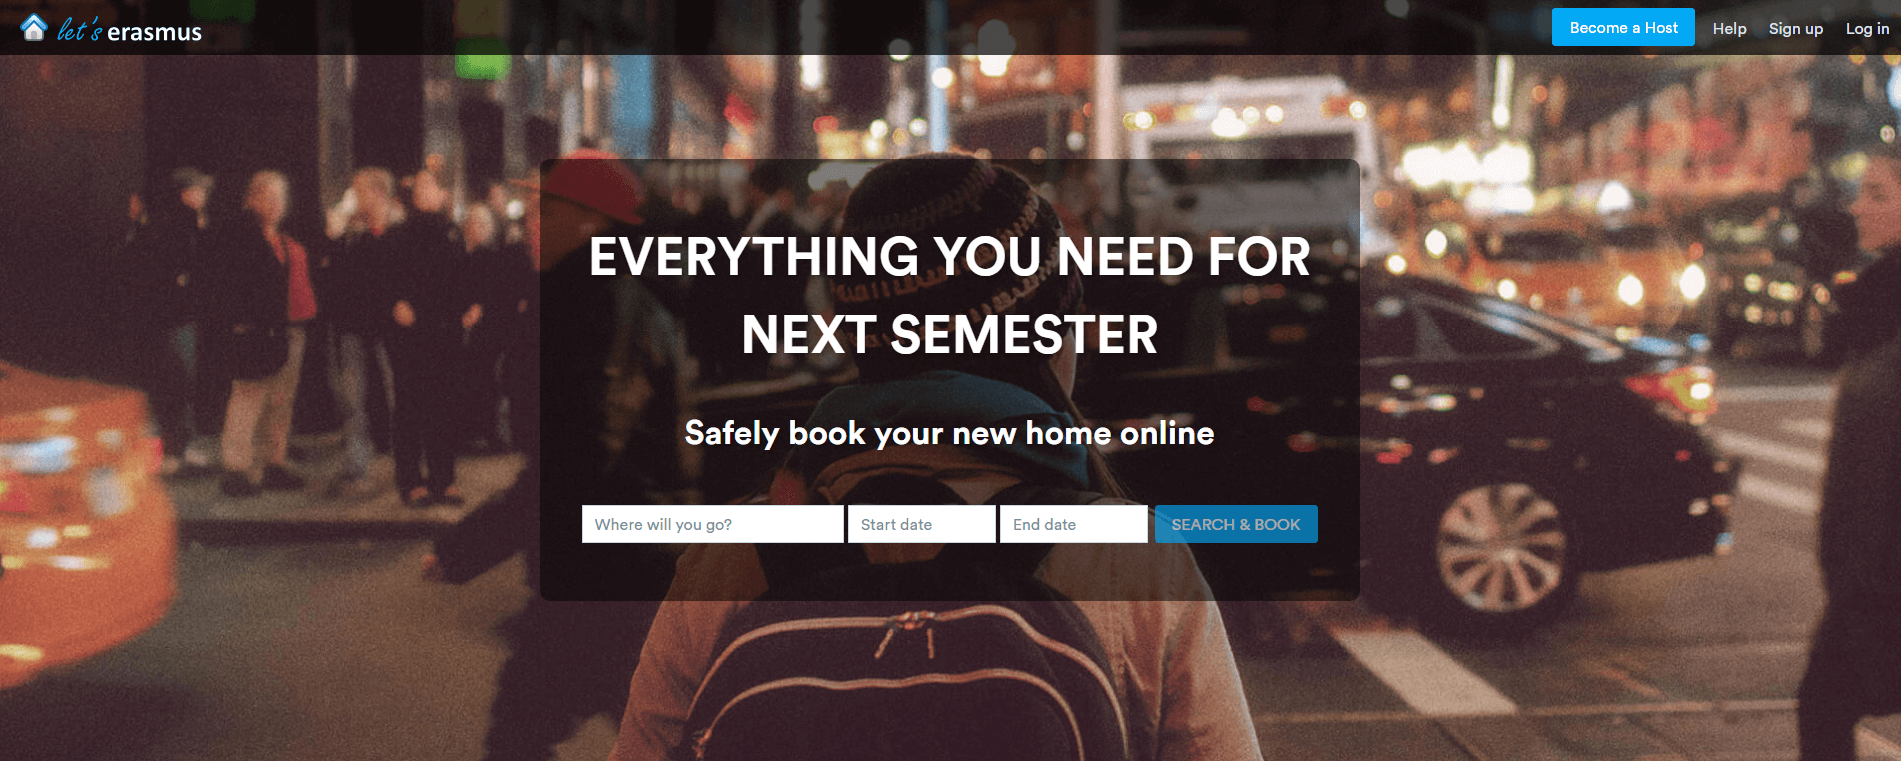 let's erasmus
Become a Host
Help
Sign up
Log in
EVERYTHING YOU NEED FOR
NEXT SEMESTER
Safely book your new home online
Where will you go?
Start date
End date
SEARCH & BOOK